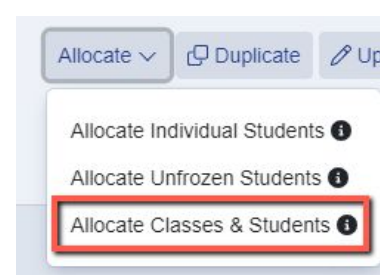 Allocate Duplicate Up
Allocate Individual Students
Allocate Unfrozen Students
Allocate Classes & Students